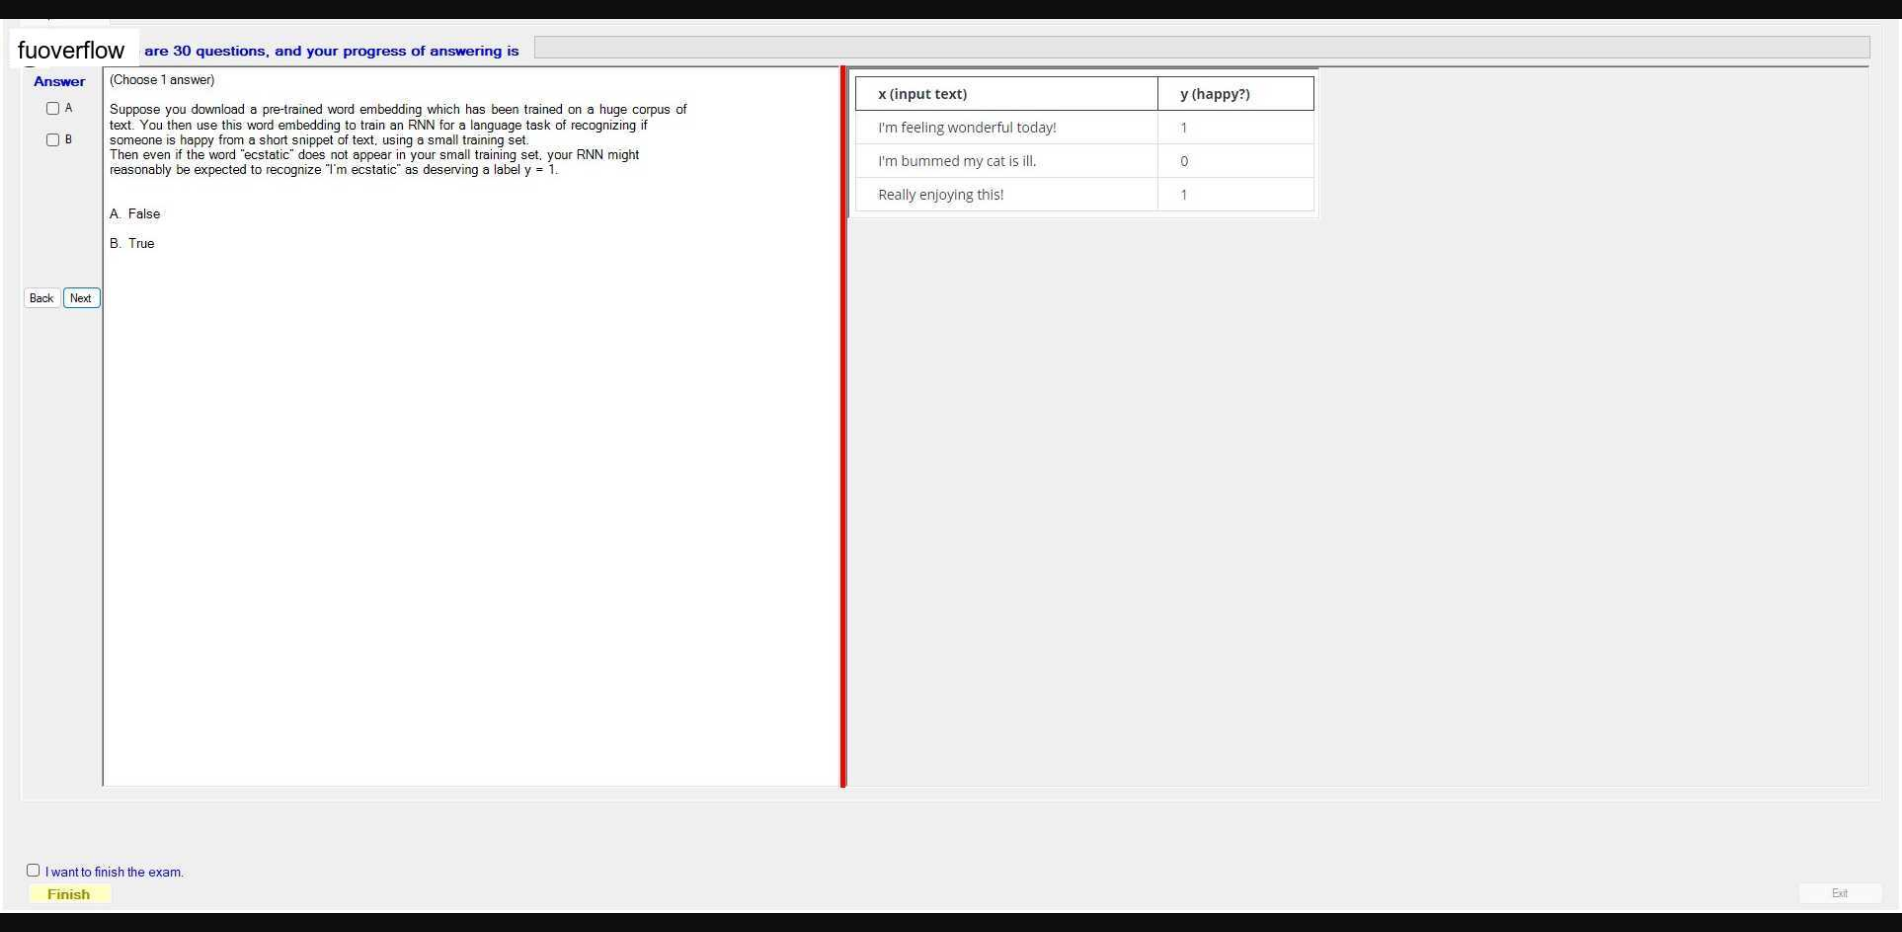 fuoverflow are 30 questions, and your progress of answering is
Answer
A
B
Back Next
(Choose 1 answer)
Suppose you download a pre-trained word embedding which has been trained on a huge corpus of
text. You then use this word embedding to train an RNN for a language task of recognizing if
someone is happy from a short snippet of text, using a small training set.
Then even if the word "ecstatic" does not appear in your small training set, your RNN might
reasonably be expected to recognize "I'm ecstatic" as deserving a label y = 1.
A. False
B. True
x (input text) y (happy?)
I'm feeling wonderful today! 1
I'm bummed my cat is ill. 0
Really enjoying this! 1
I want to finish the exam.
Finish
Exit